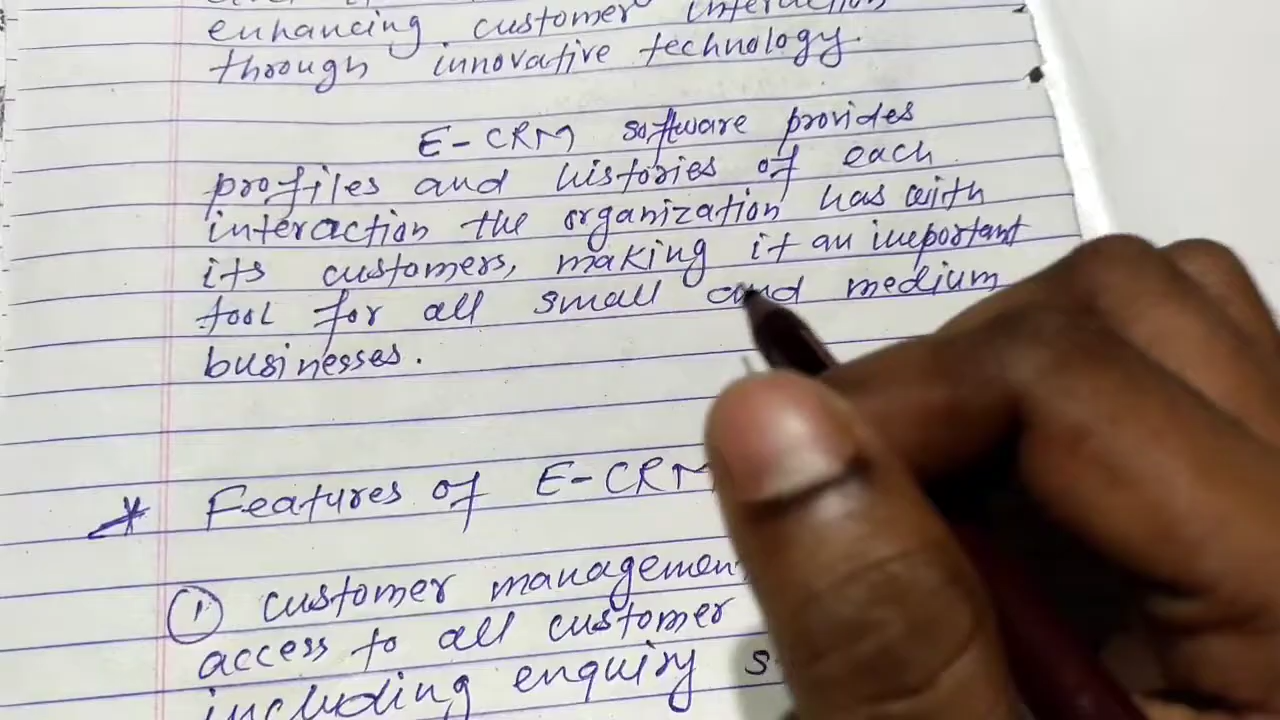 enhancing customer interaction
through innovative technology.
E-CRM software provides
profiles and histories of each
interaction the organization has with
its customers, making it an important
tool for all small and medium
businesses.
* Features of E-CRM
① customer management
access to all customer
including enquiry